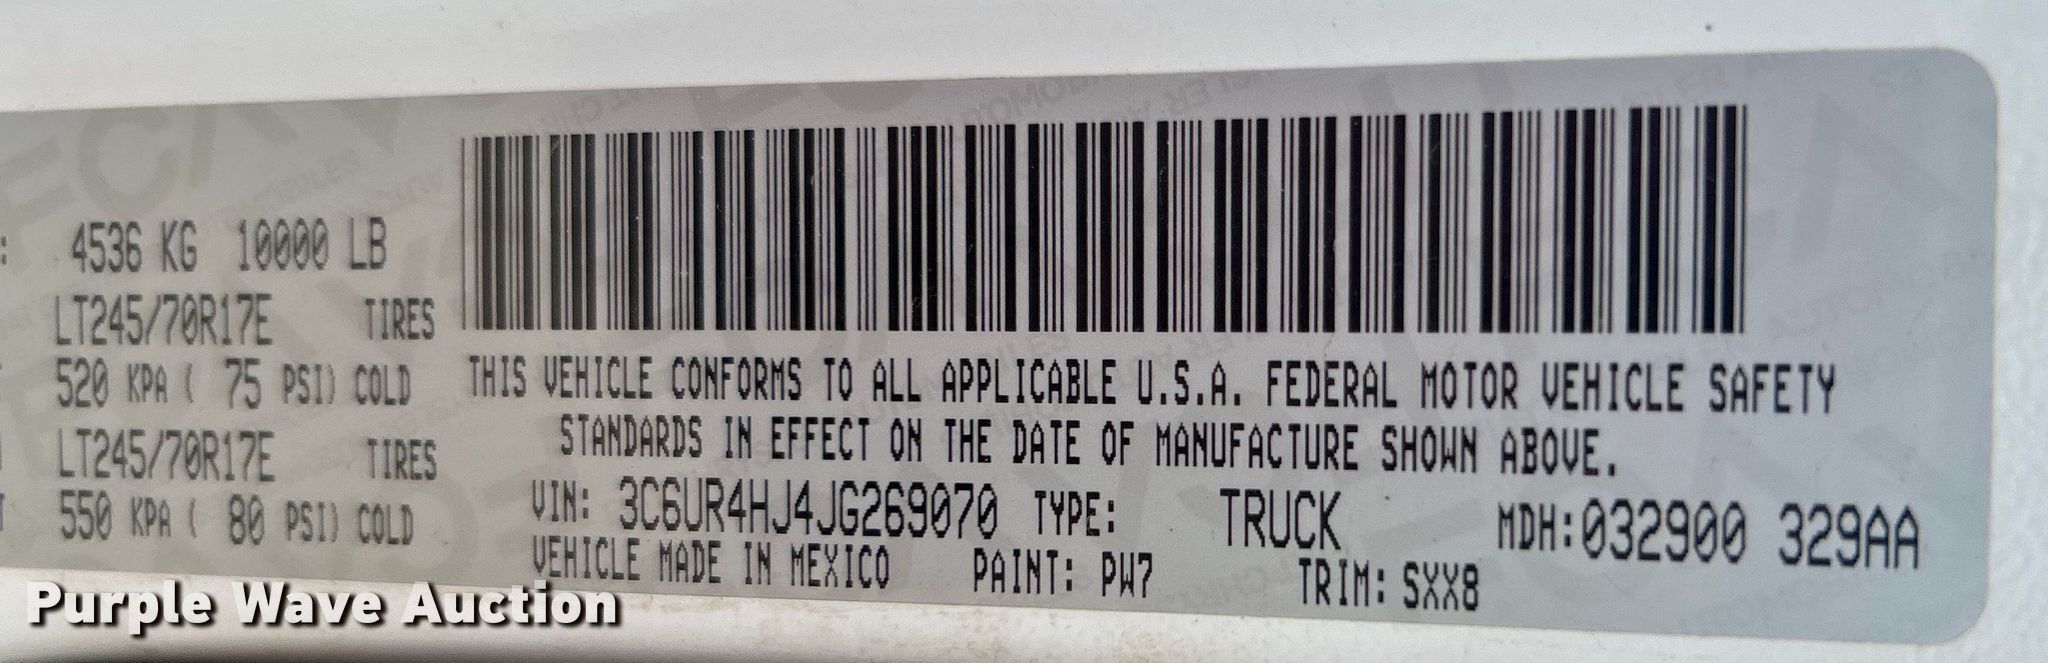 : 4536 KG 10000 LB
LT245/70R17E TIRES
520 KPA ( 75 PSI) COLD
LT245/70R17E TIRES
550 KPA ( 80 PSI) COLD
THIS VEHICLE CONFORMS TO ALL APPLICABLE U.S.A. FEDERAL MOTOR VEHICLE SAFETY
STANDARDS IN EFFECT ON THE DATE OF MANUFACTURE SHOWN ABOVE.
VIN: 3C6UR4HJ4JG269070 TYPE: TRUCK MDH:032900 329AA
VEHICLE MADE IN MEXICO PAINT: PW7 TRIM: SXX8
Purple Wave Auction